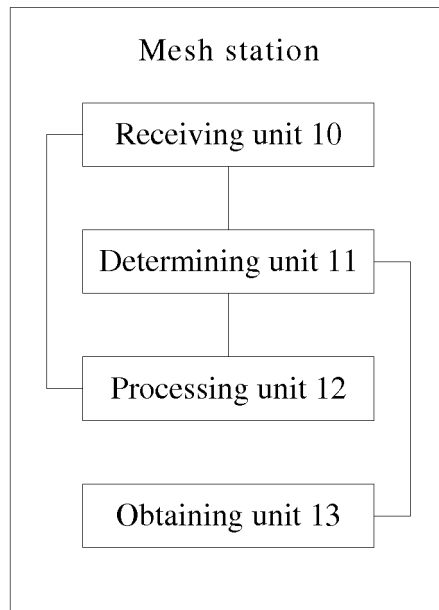 Mesh station
Receiving unit 10
Determining unit 11
Processing unit 12
Obtaining unit 13